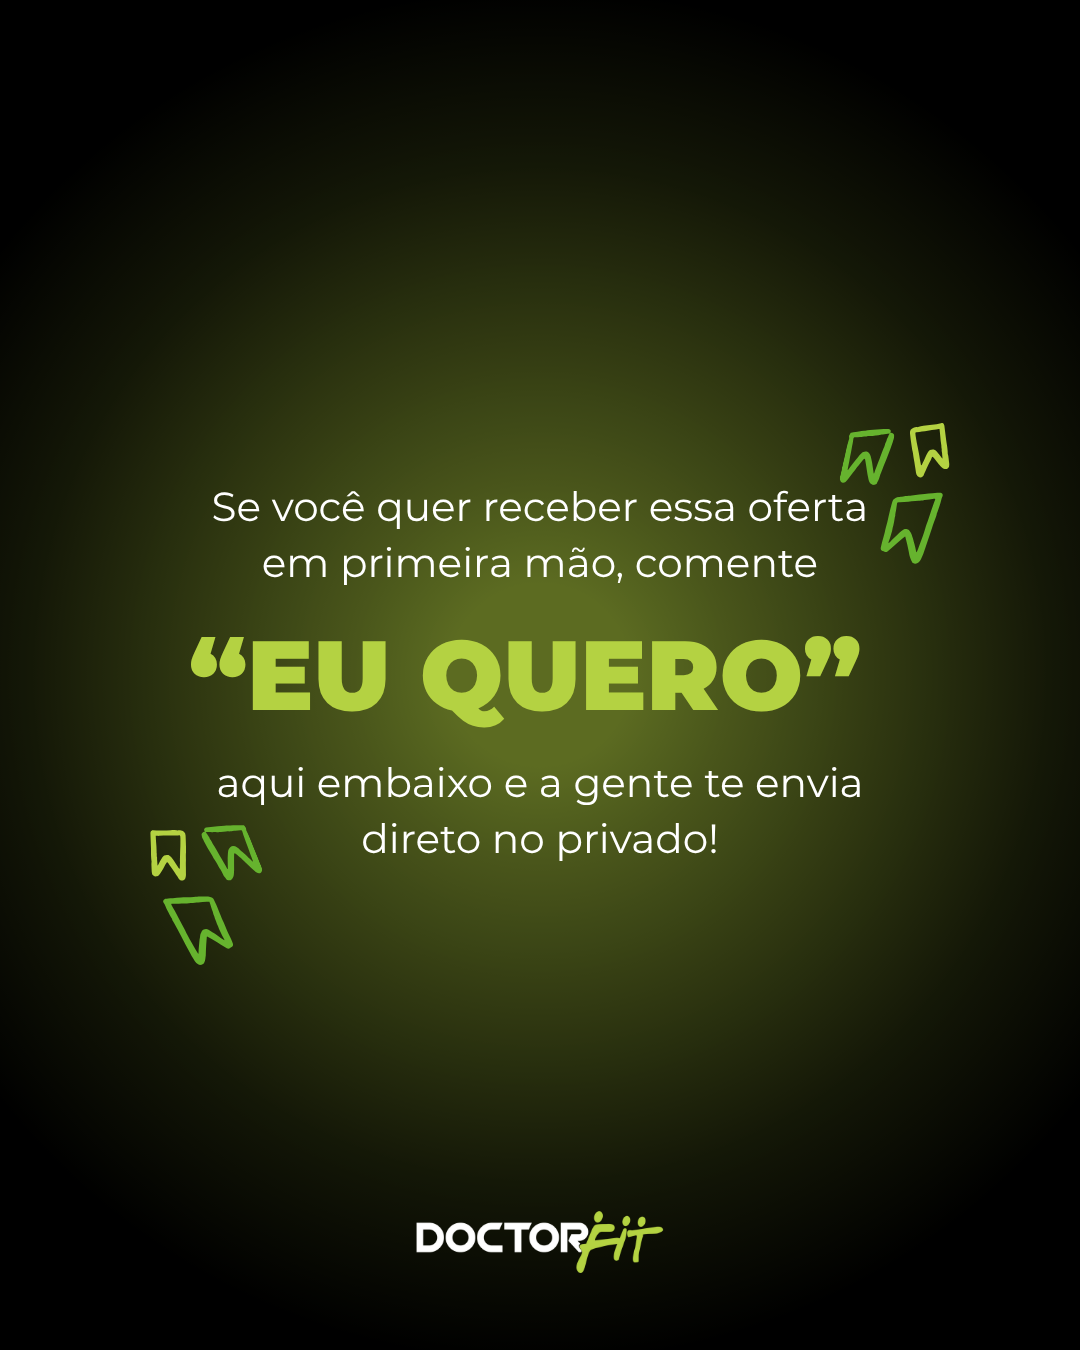 Se você quer receber essa oferta
em primeira mão, comente
“EU QUERO”
aqui embaixo e a gente te envia
direto no privado!
DOCTORFiT